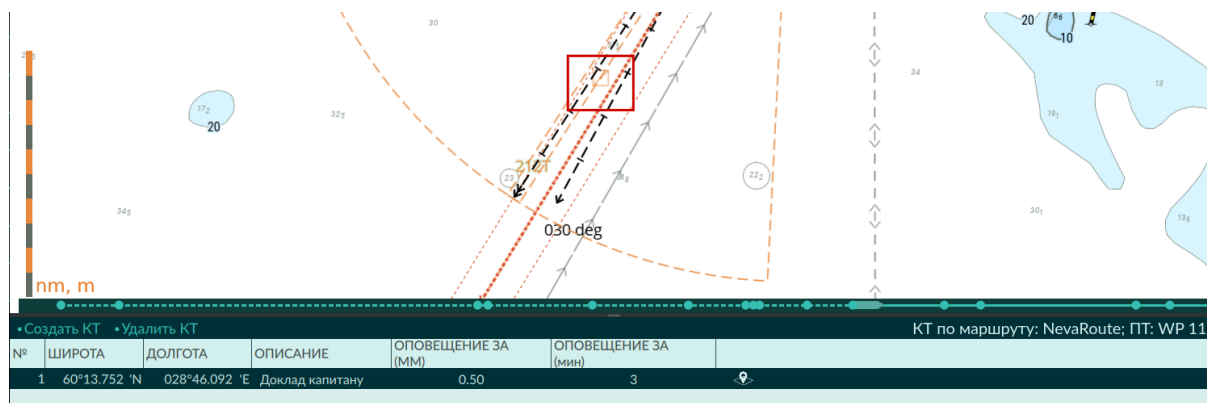 30
20
6₆
10
34
13
17₂
20
32₅
19₁
212T
23
22₂
34₅
030 deg
30₁
13₆
nm, m
•Создать КТ •Удалить КТ КТ по маршруту: NevaRoute; ПТ: WP 11
№ ШИРОТА ДОЛГОТА ОПИСАНИЕ ОПОВЕЩЕНИЕ ЗА (ММ) ОПОВЕЩЕНИЕ ЗА (мин)
1 60°13.752 'N 028°46.092 'E Доклад капитану 0.50 3